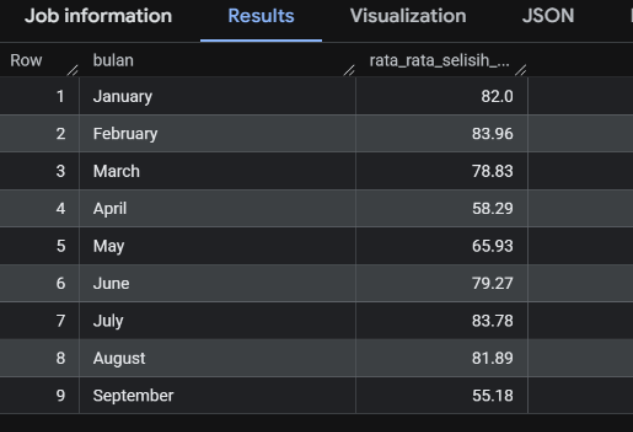 Job information Results Visualization JSON
Row bulan rata_rata_selisih_...
1 January 82.0
2 February 83.96
3 March 78.83
4 April 58.29
5 May 65.93
6 June 79.27
7 July 83.78
8 August 81.89
9 September 55.18